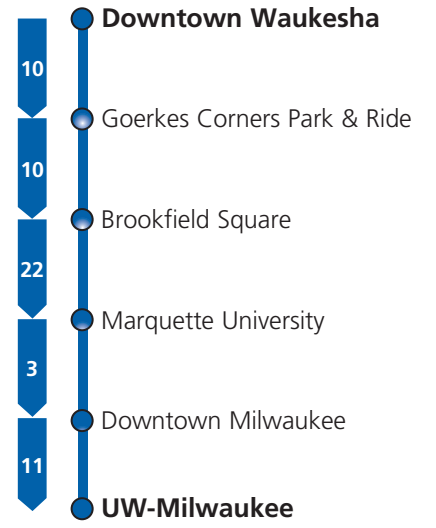 Downtown Waukesha
10
Goerkes Corners Park & Ride
10
Brookfield Square
22
Marquette University
3
Downtown Milwaukee
11
UW-Milwaukee